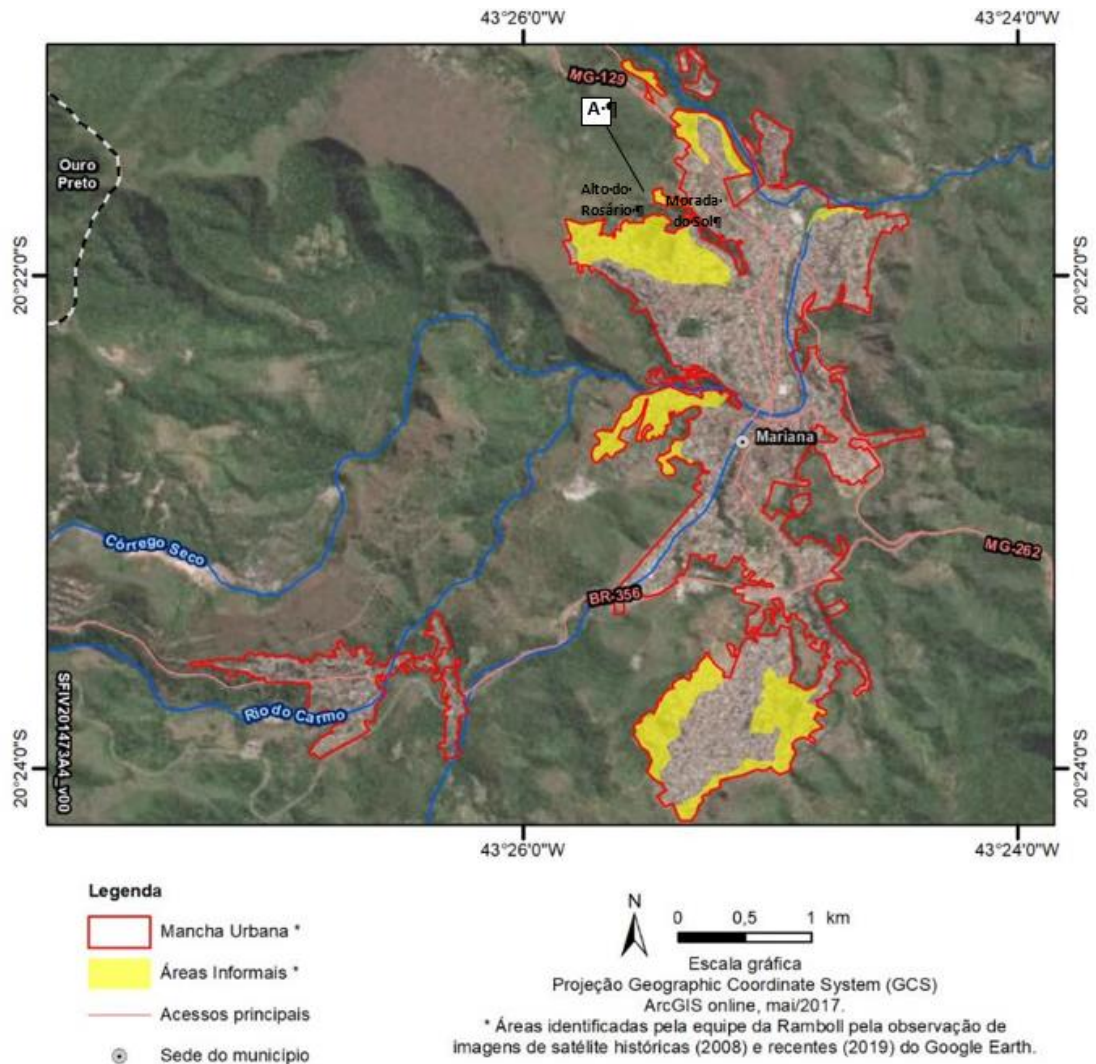 43°26'0"W
43°24'0"W
MG-129
A·¶
Ouro
Preto
Alto·do·
Rosário·¶
Morada·
do·Sol¶
20°22'0"S
20°22'0"S
Mariana
Córrego Seco
MG-262
BR-356
Rio do Carmo
SFIV201473A4_v00
20°24'0"S
20°24'0"S
43°26'0"W
43°24'0"W
Legenda
Mancha Urbana *
Áreas Informais *
Acessos principais
Sede do município
N
0 0,5 1 km
Escala gráfica
Projeção Geographic Coordinate System (GCS)
ArcGIS online, mai/2017.
* Áreas identificadas pela equipe da Ramboll pela observação de
imagens de satélite históricas (2008) e recentes (2019) do Google Earth.